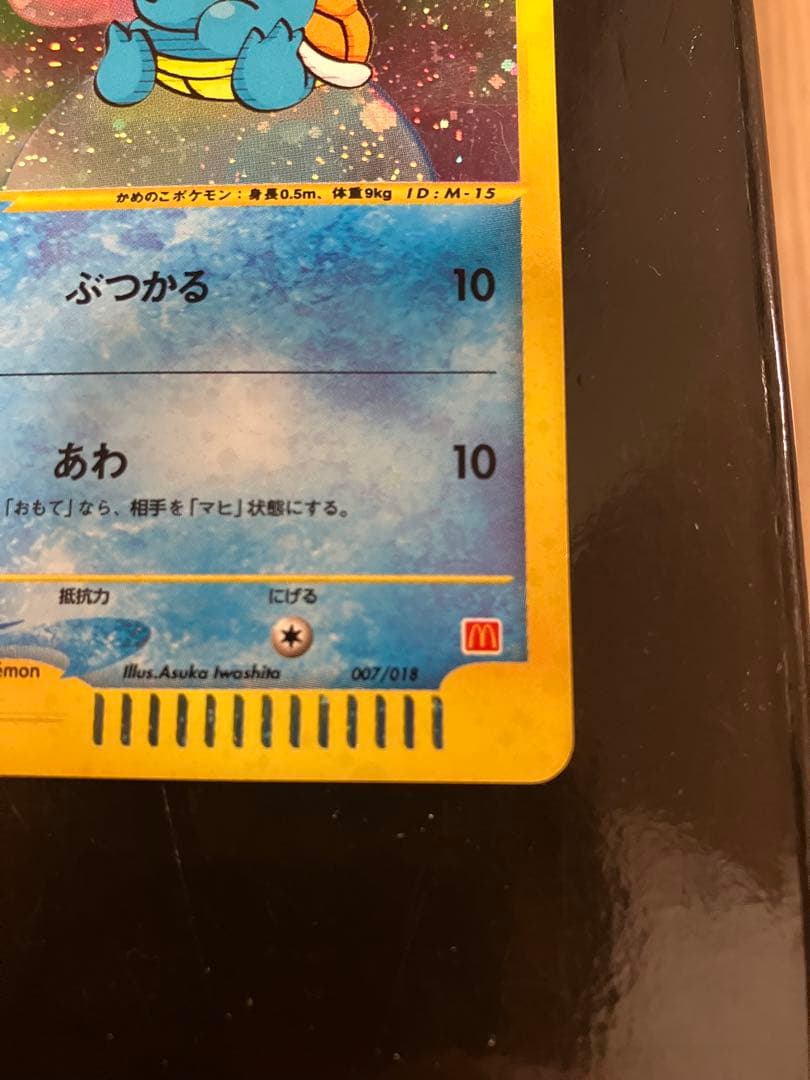 かめのこポケモン：身長0.5m、体重9kg ID:M-15
ぶつかる 10
あわ 10
「おもて」なら、相手を「マヒ」状態にする。
抵抗力 にげる
émon Illus.Asuka Iwashita 007/018